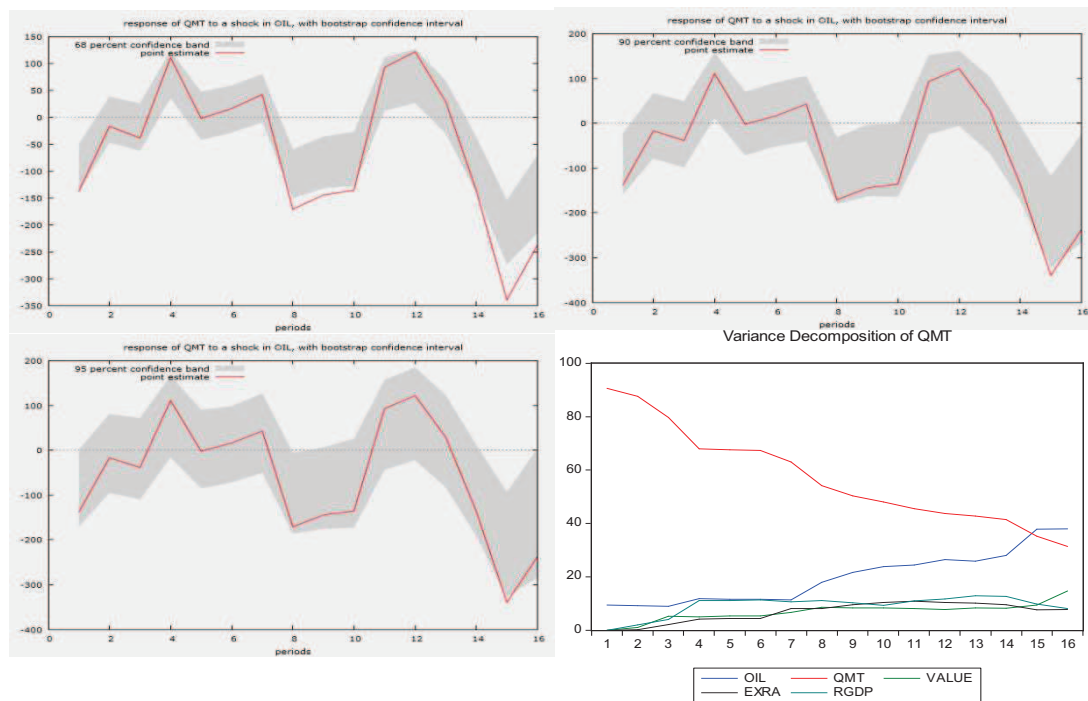 response of QMT to a shock in OIL, with bootstrap confidence interval
68 percent confidence band
point estimate
150
100
50
0
-50
-100
-150
-200
-250
-300
-350
0 2 4 6 8 10 12 14 16
periods
response of QMT to a shock in OIL, with bootstrap confidence interval
90 percent confidence band
point estimate
200
100
0
-100
-200
-300
-400
0 2 4 6 8 10 12 14 16
periods
response of QMT to a shock in OIL, with bootstrap confidence interval
95 percent confidence band
point estimate
200
100
0
-100
-200
-300
-400
0 2 4 6 8 10 12 14 16
periods
Variance Decomposition of QMT
100
80
60
40
20
0
1 2 3 4 5 6 7 8 9 10 11 12 13 14 15 16
OIL QMT VALUE
EXRA RGDP